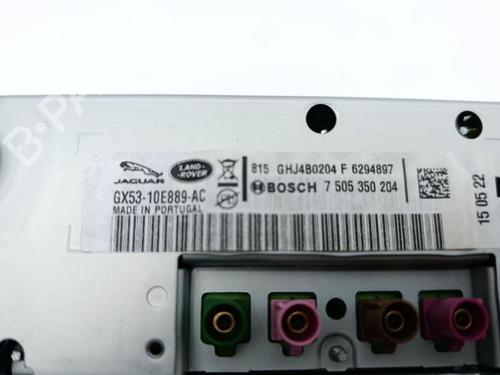 B-PARTS
JAGUAR
LAND-ROVER
815 GHJ4B0204 F 6294897
GX53-10E889-AC
BOSCH 7 505 350 204
MADE IN PORTUGAL
15 05 22